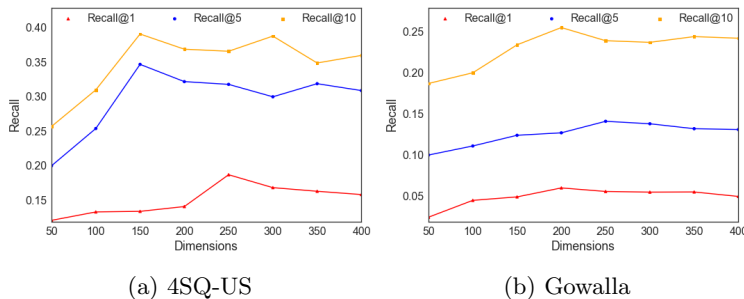 Recall@1 Recall@5 Recall@10
0.40
0.35
0.30
0.25
0.20
0.15
Recall
50 100 150 200 250 300 350 400
Dimensions
(a) 4SQ-US
Recall@1 Recall@5 Recall@10
0.25
0.20
0.15
0.10
0.05
Recall
50 100 150 200 250 300 350 400
Dimensions
(b) Gowalla